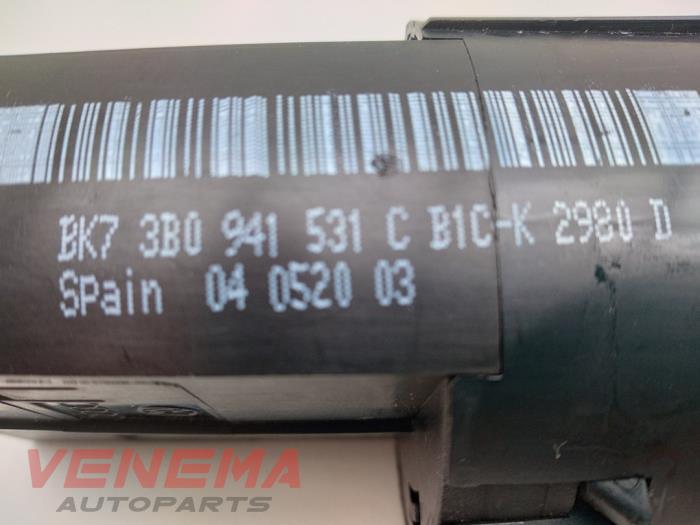 BK7 3B0 941 531 C B1C-K 2980 D
Spain 04 0520 03
VENEMA
AUTOPARTS